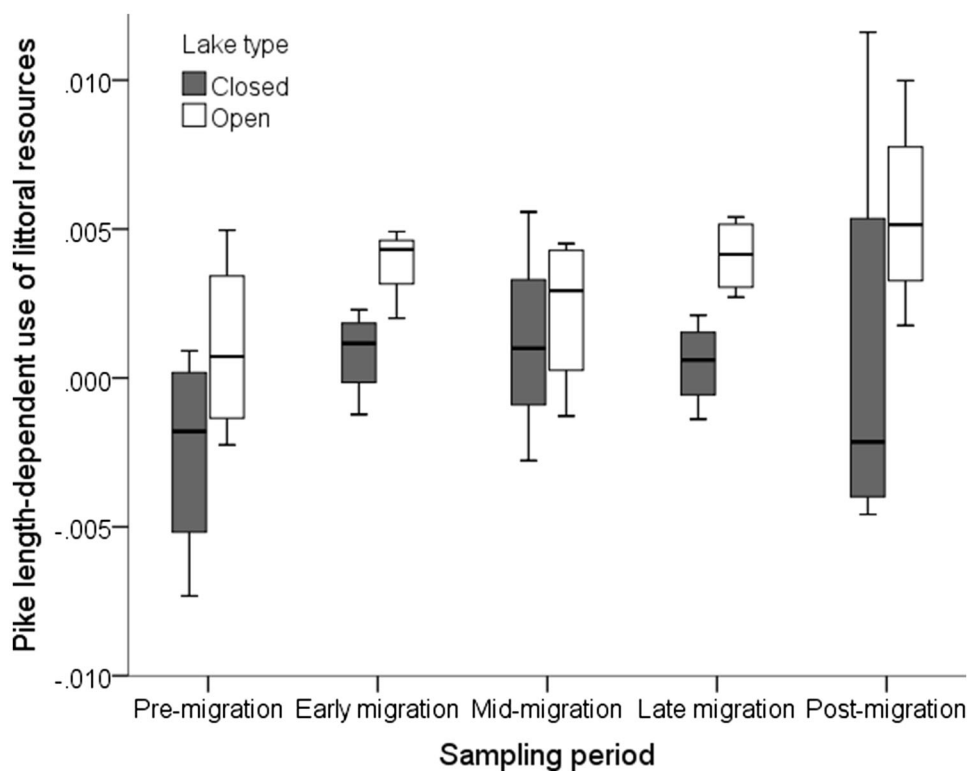 Pike length-dependent use of littoral resources
.010
.005
.000
-.005
-.010
Lake type
Closed
Open
Pre-migration
Early migration
Mid-migration
Late migration
Post-migration
Sampling period